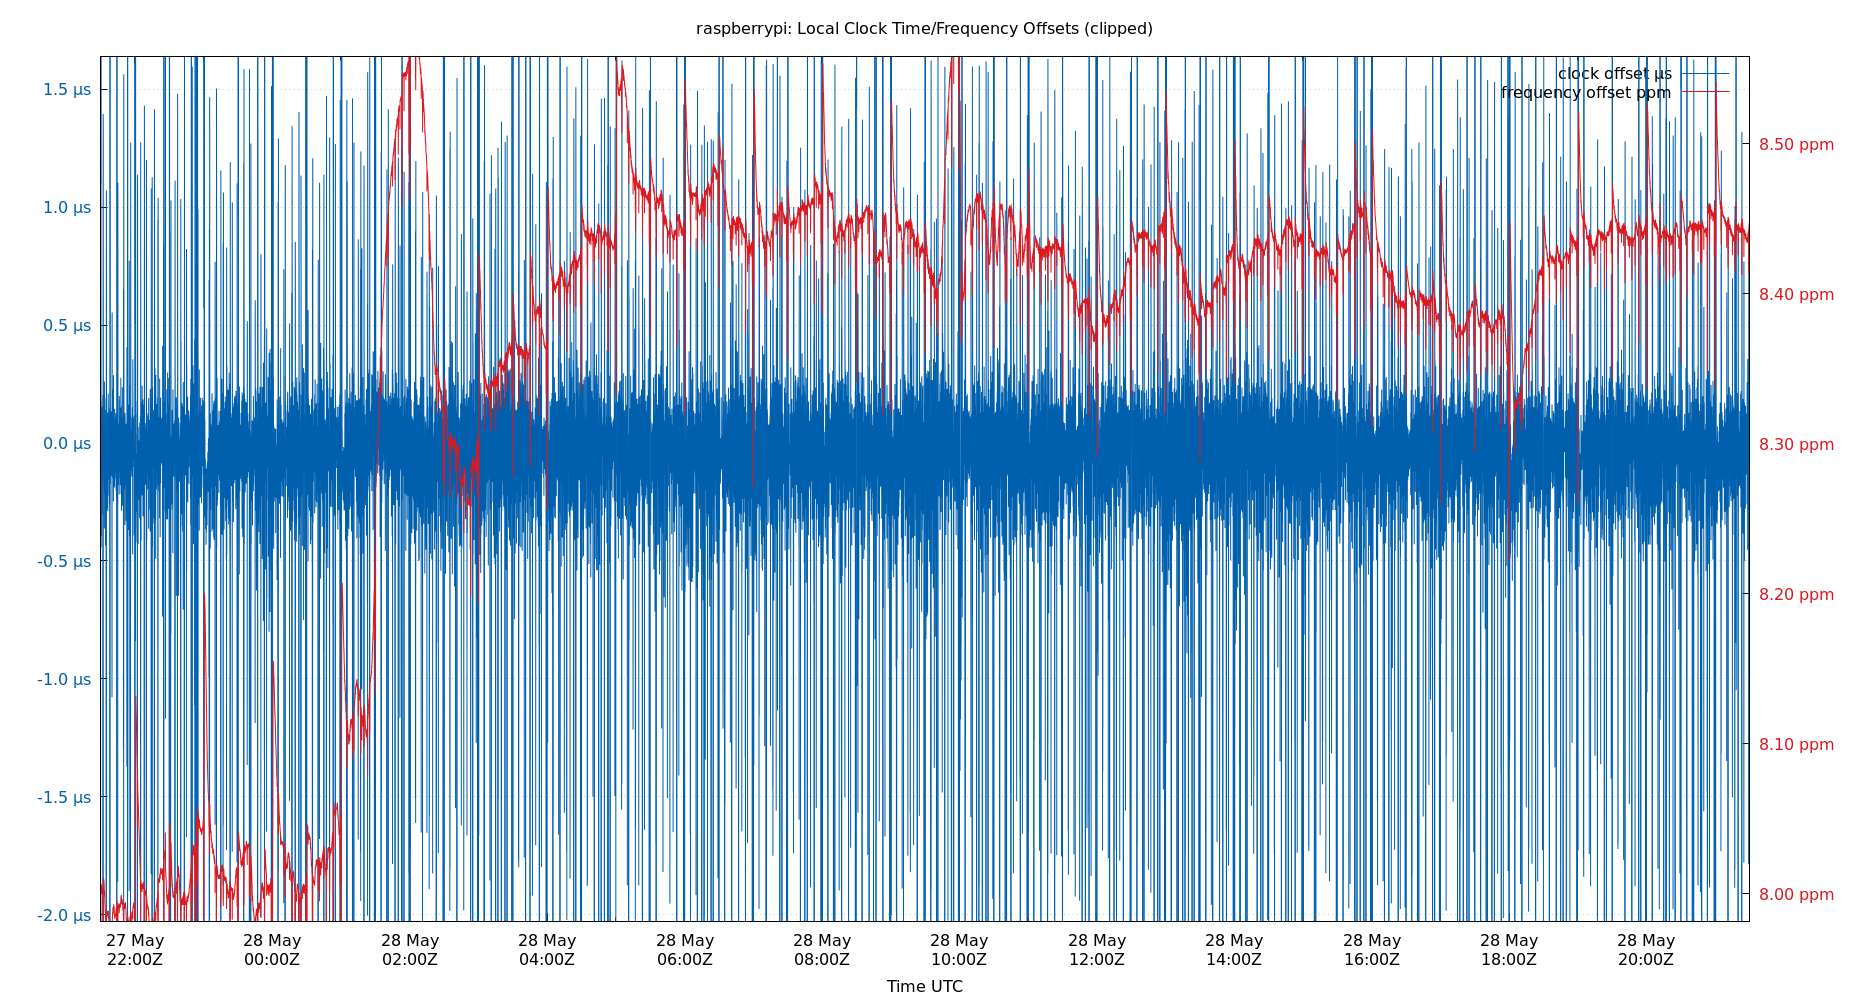 raspberrypi: Local Clock Time/Frequency Offsets (clipped)
clock offset µs
frequency offset ppm
1.5 µs
1.0 µs
0.5 µs
0.0 µs
-0.5 µs
-1.0 µs
-1.5 µs
-2.0 µs
8.50 ppm
8.40 ppm
8.30 ppm
8.20 ppm
8.10 ppm
8.00 ppm
27 May 28 May 28 May 28 May 28 May 28 May 28 May 28 May 28 May 28 May 28 May 28 May
22:00Z 00:00Z 02:00Z 04:00Z 06:00Z 08:00Z 10:00Z 12:00Z 14:00Z 16:00Z 18:00Z 20:00Z
Time UTC